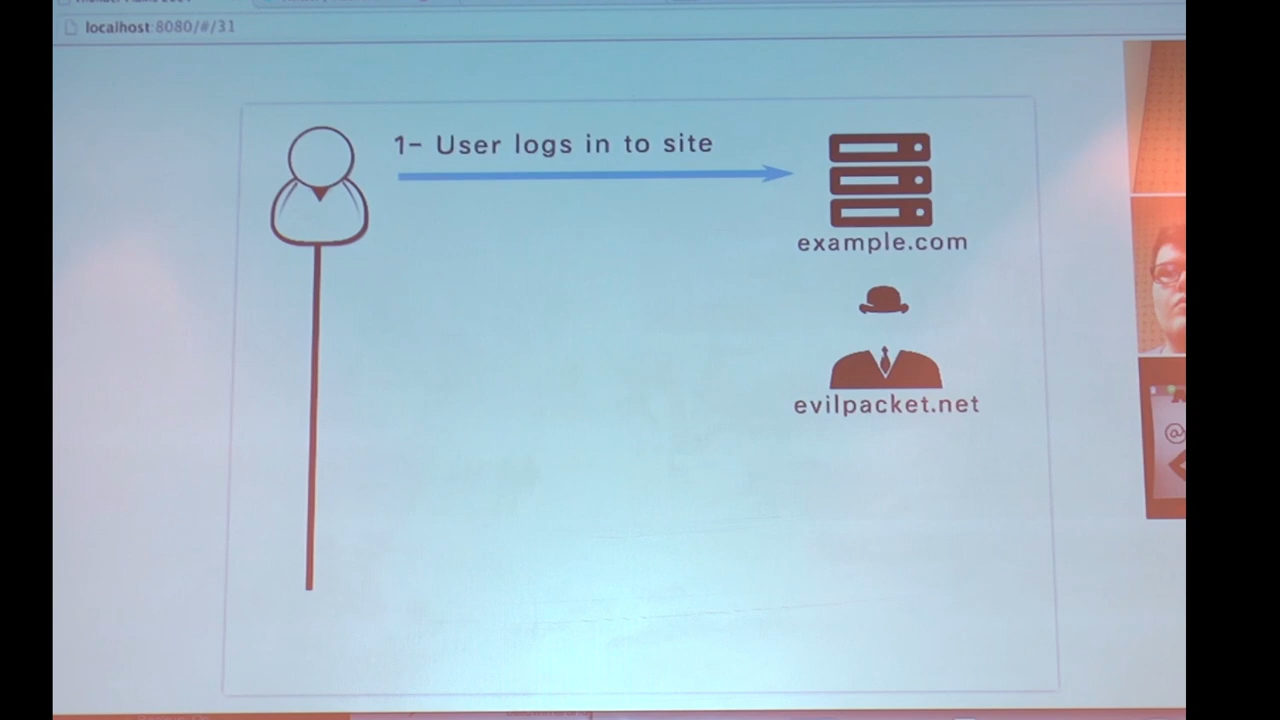 localhost:8080/#/31
1- User logs in to site
example.com
evilpacket.net
@